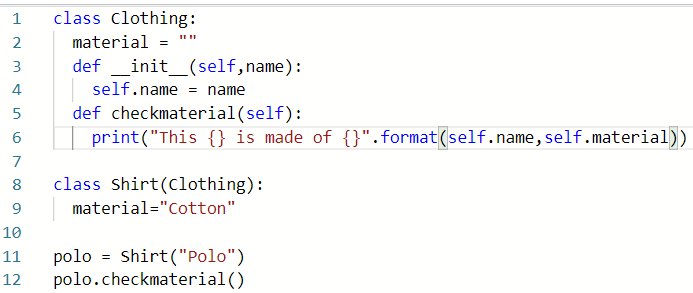 1 class Clothing:
2   material = ""
3   def __init__(self,name):
4     self.name = name
5   def checkmaterial(self):
6     print("This {} is made of {}".format(self.name,self.material))
7
8 class Shirt(Clothing):
9   material="Cotton"
10
11 polo = Shirt("Polo")
12 polo.checkmaterial()